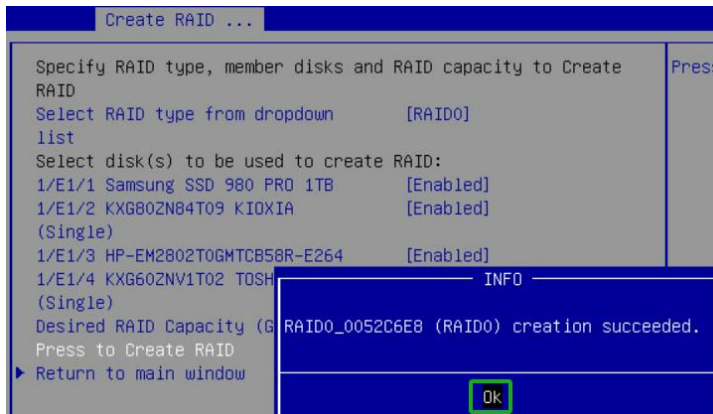 Create RAID ...
Specify RAID type, member disks and RAID capacity to Create
RAID
Select RAID type from dropdown [RAID0]
list
Select disk(s) to be used to create RAID:
1/E1/1 Samsung SSD 980 PRO 1TB [Enabled]
1/E1/2 KXG80ZN84T09 KIOXIA [Enabled]
(Single)
1/E1/3 HP-EM2802T0GMTCB58R-E264 [Enabled]
1/E1/4 KXG60ZNV1T02 TOSH
(Single)
Desired RAID Capacity (G
Press to Create RAID
Return to main window
Press
INFO
RAID0_0052C6E8 (RAID0) creation succeeded.
Ok